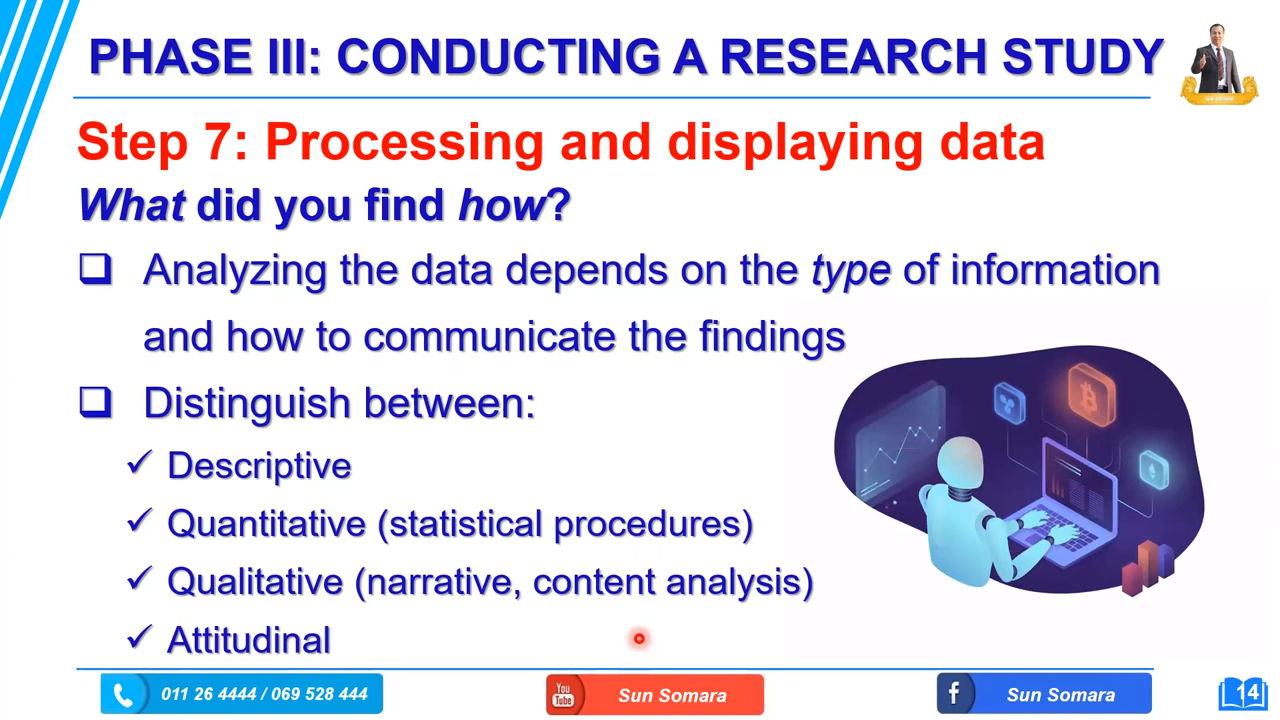 PHASE III: CONDUCTING A RESEARCH STUDY
Step 7: Processing and displaying data
What did you find how?
Analyzing the data depends on the type of information
and how to communicate the findings
Distinguish between:
Descriptive
Quantitative (statistical procedures)
Qualitative (narrative, content analysis)
Attitudinal
011 26 4444 / 069 528 444
You
Tube
Sun Somara
f
Sun Somara
14